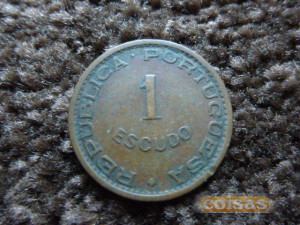 REPUBLICA · PORTUGUESA
1
ESCUDO
coisas